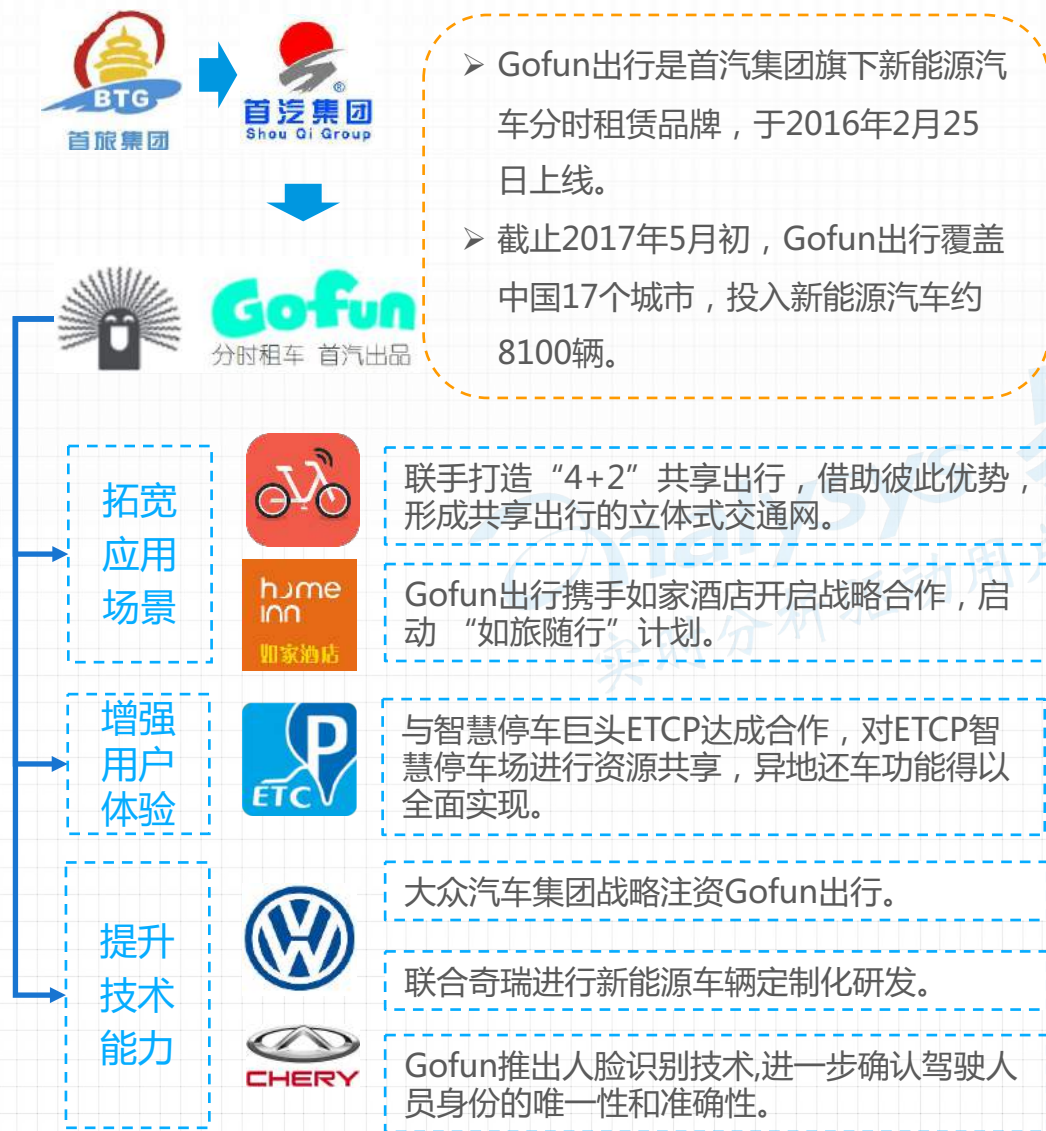 BTG
首旅集团
®
首汽集团
Shou Qi Group
➢ Gofun出行是首汽集团旗下新能源汽
车分时租赁品牌，于2016年2月25
日上线。
➢ 截止2017年5月初，Gofun出行覆盖
中国17个城市，投入新能源汽车约
8100辆。
Gofun
分时租车 首汽出品
拓宽
应用
场景
联手打造“4+2”共享出行，借助彼此优势，
形成共享出行的立体式交通网。
home
inn
如家酒店
Gofun出行携手如家酒店开启战略合作，启
动 “如旅随行”计划。
增强
用户
体验
P
ETC
与智慧停车巨头ETCP达成合作，对ETCP智
慧停车场进行资源共享，异地还车功能得以
全面实现。
提升
技术
能力
大众汽车集团战略注资Gofun出行。
联合奇瑞进行新能源车辆定制化研发。
CHERY
Gofun推出人脸识别技术,进一步确认驾驶人
员身份的唯一性和准确性。
nalysys
实时分析驱动用